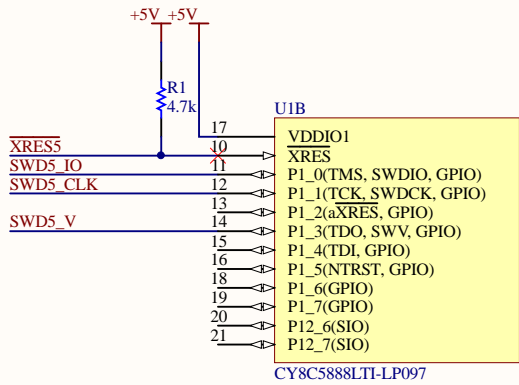 +5V +5V
R1
4.7k
U1B
17 VDDIO1
XRES5 10 XRES
SWD5_IO 11 P1_0(TMS, SWDIO, GPIO)
SWD5_CLK 12 P1_1(TCK, SWDCK, GPIO)
13 P1_2(aXRES, GPIO)
SWD5_V 14 P1_3(TDO, SWV, GPIO)
15 P1_4(TDI, GPIO)
16 P1_5(NTRST, GPIO)
18 P1_6(GPIO)
19 P1_7(GPIO)
20 P12_6(SIO)
21 P12_7(SIO)
CY8C5888LTI-LP097